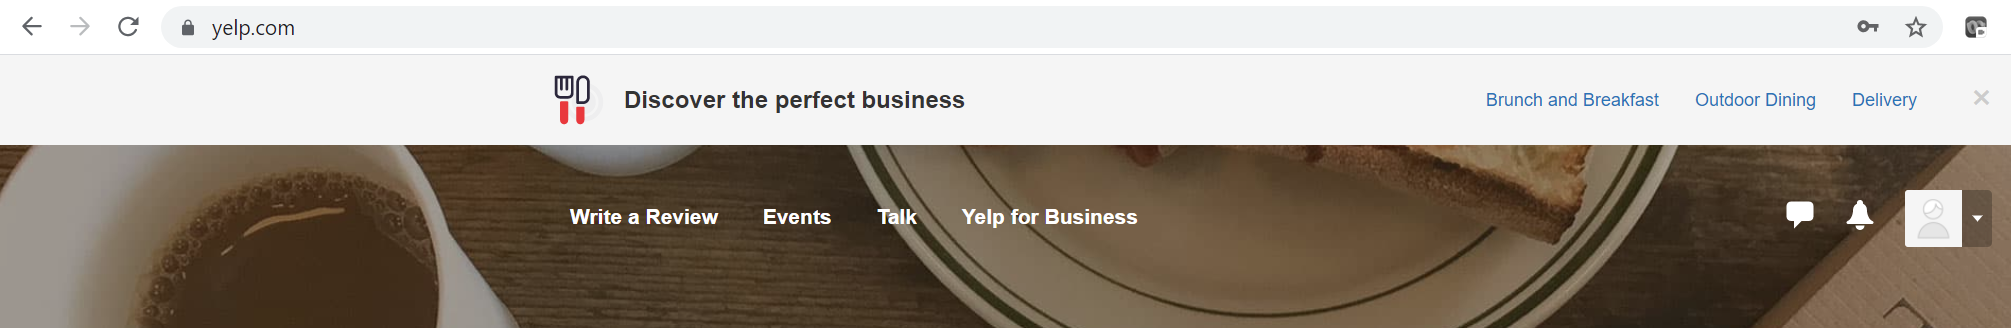 yelp.com
Discover the perfect business Brunch and Breakfast Outdoor Dining Delivery
Write a Review Events Talk Yelp for Business